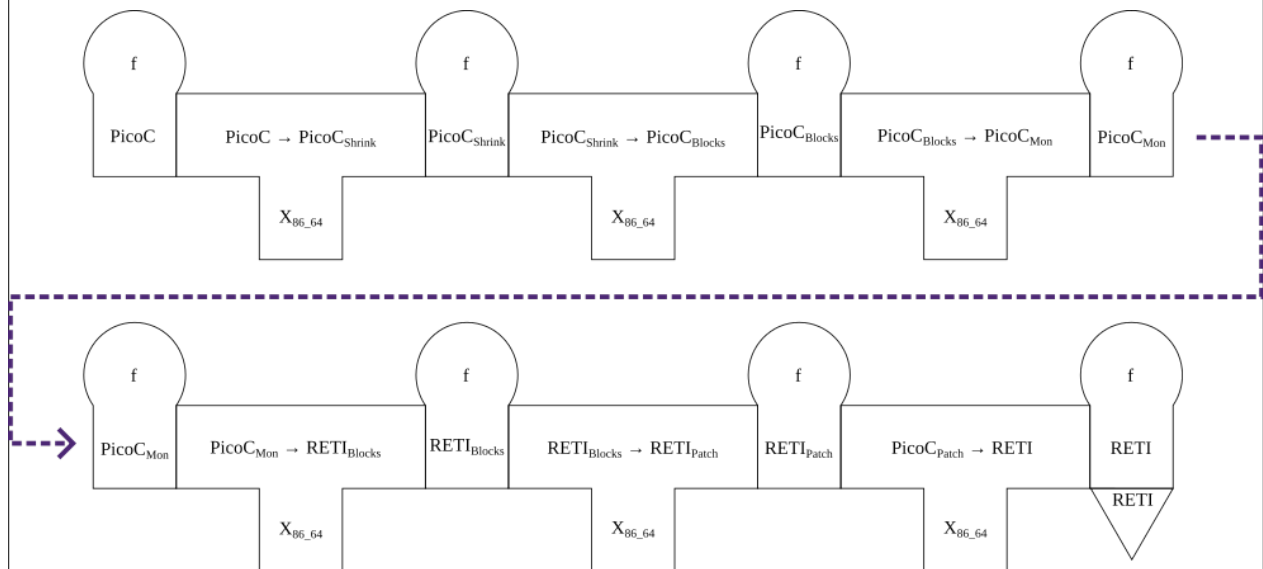 f
f
f
f
PicoC
PicoC → PicoC_Shrink
PicoC_Shrink
PicoC_Shrink → PicoC_Blocks
PicoC_Blocks
PicoC_Blocks → PicoC_Mon
PicoC_Mon
X_86_64
X_86_64
X_86_64
f
f
f
f
PicoC_Mon
PicoC_Mon → RETI_Blocks
RETI_Blocks
RETI_Blocks → RETI_Patch
RETI_Patch
PicoC_Patch → RETI
RETI
RETI
X_86_64
X_86_64
X_86_64